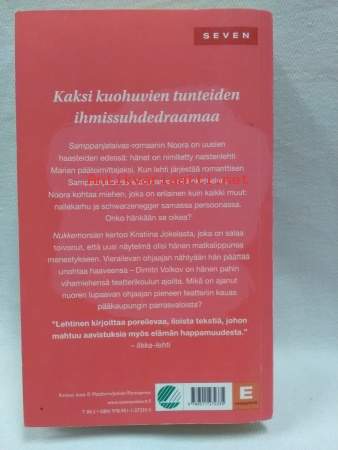 SEVEN
Kaksi kuohuvien tunteiden
ihmissuhdedraamaa
Samppanjataivas-romaanin Noora on uusien
haasteiden edessä: hänet on nimitetty naistenlehti
Marian päätoimittajaksi. Kun lehti järjestää romanttisen
Noora kohtaa miehen, joka on erilainen kuin kaikki muut:
nallekarhu ja schwarzenegger samassa persoonassa.
Onko hänkään se oikea?
Nukkemorsian kertoo Kristiina Jokelasta, joka on salaa
toivonut, että uusi näytelmä olisi hänen matkalippunsa
menestykseen. Vierailevan ohjaajan nähtyään hän päättää
unohtaa haaveensa – Dimitri Volkov on hänen pahin
vihamiehensä teatterikoulun ajoilta. Mikä on ajanut
nuoren lupaavan ohjaajan pieneen teatteriin kauas
pääkaupungin parrasvaloista?
"Lehtinen kirjoittaa poreilevaa, iloista tekstiä, johon
mahtuu aavistuksia myös elämän happamuudesta."
– Ilkka-lehti
E